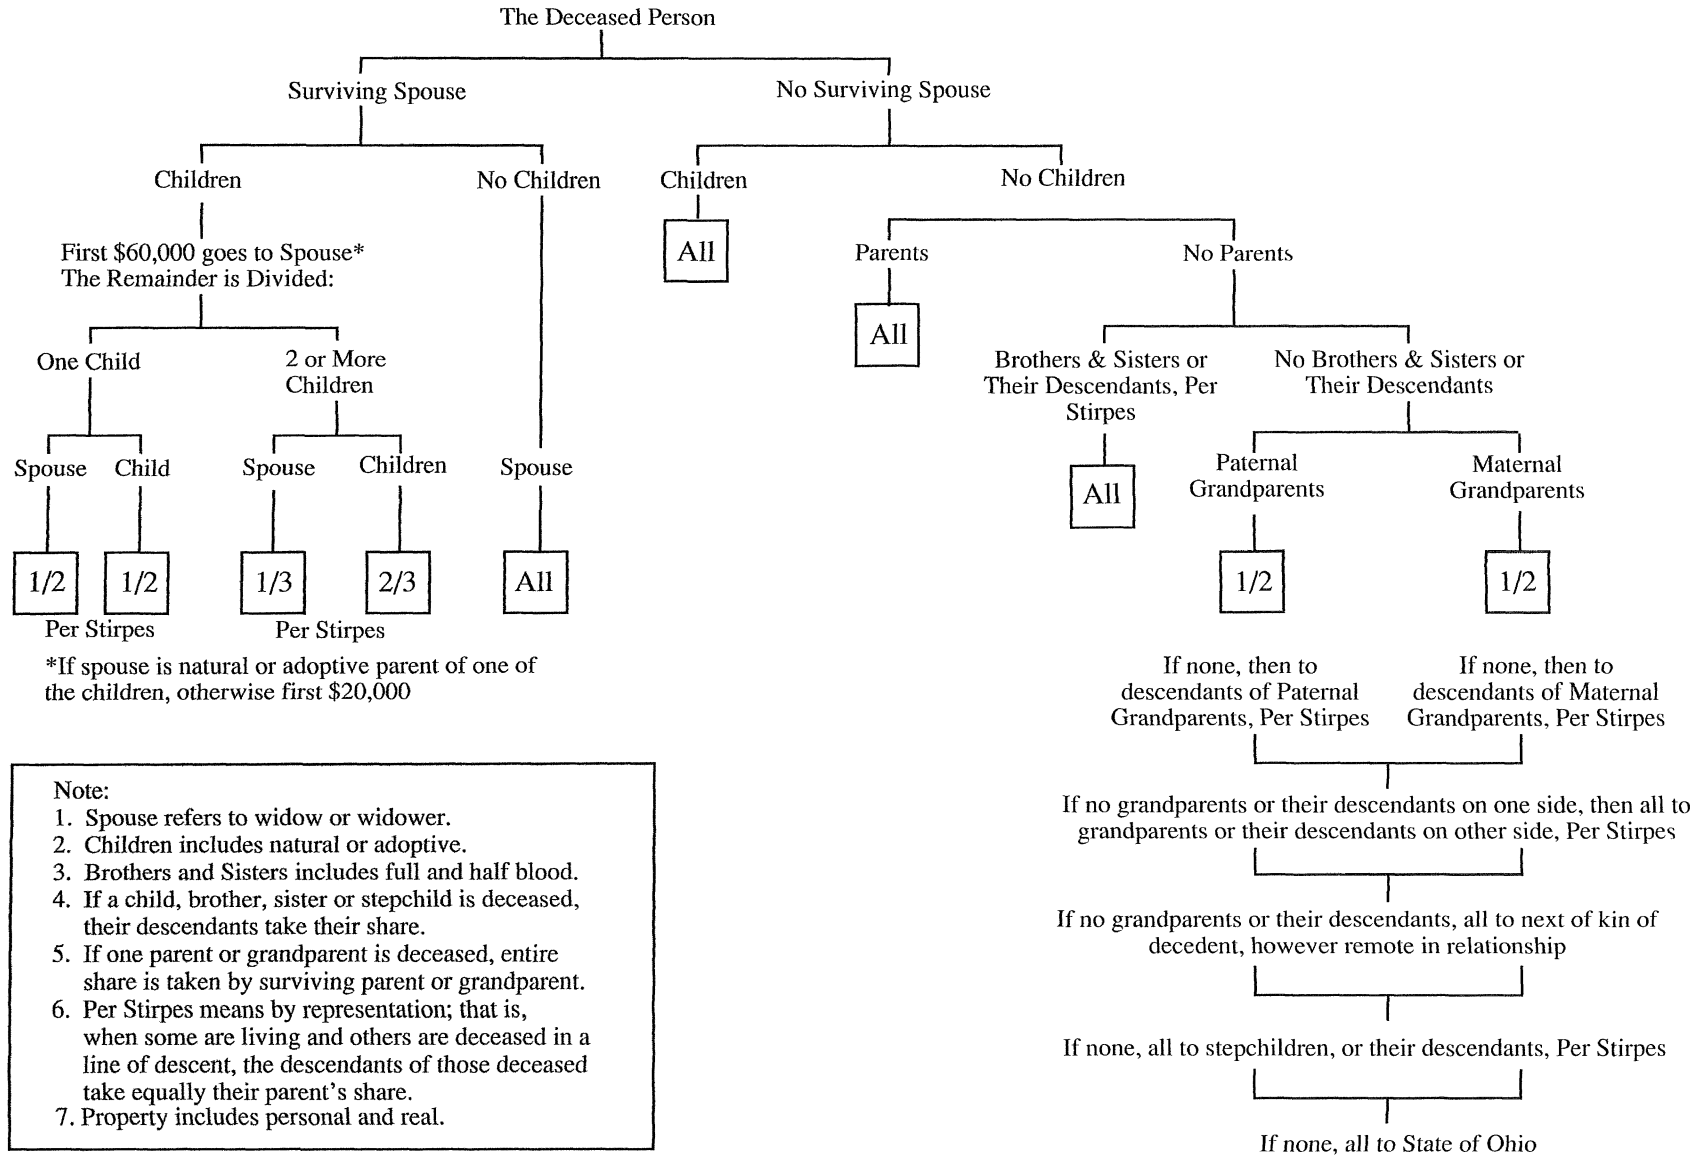 The Deceased Person
Surviving Spouse
No Surviving Spouse
Children
No Children
Children
No Children
First $60,000 goes to Spouse*
The Remainder is Divided:
All
Parents
No Parents
All
One Child
2 or More
Children
Brothers & Sisters or
Their Descendants, Per
Stirpes
No Brothers & Sisters or
Their Descendants
Spouse
Child
Spouse
Children
Spouse
All
Paternal
Grandparents
Maternal
Grandparents
1/2
1/2
1/3
2/3
All
1/2
1/2
Per Stirpes
Per Stirpes
*If spouse is natural or adoptive parent of one of
the children, otherwise first $20,000
If none, then to
descendants of Paternal
Grandparents, Per Stirpes
If none, then to
descendants of Maternal
Grandparents, Per Stirpes
If no grandparents or their descendants on one side, then all to
grandparents or their descendants on other side, Per Stirpes
If no grandparents or their descendants, all to next of kin of
decedent, however remote in relationship
If none, all to stepchildren, or their descendants, Per Stirpes
If none, all to State of Ohio
Note:
1. Spouse refers to widow or widower.
2. Children includes natural or adoptive.
3. Brothers and Sisters includes full and half blood.
4. If a child, brother, sister or stepchild is deceased,
their descendants take their share.
5. If one parent or grandparent is deceased, entire
share is taken by surviving parent or grandparent.
6. Per Stirpes means by representation; that is,
when some are living and others are deceased in a
line of descent, the descendants of those deceased
take equally their parent's share.
7. Property includes personal and real.